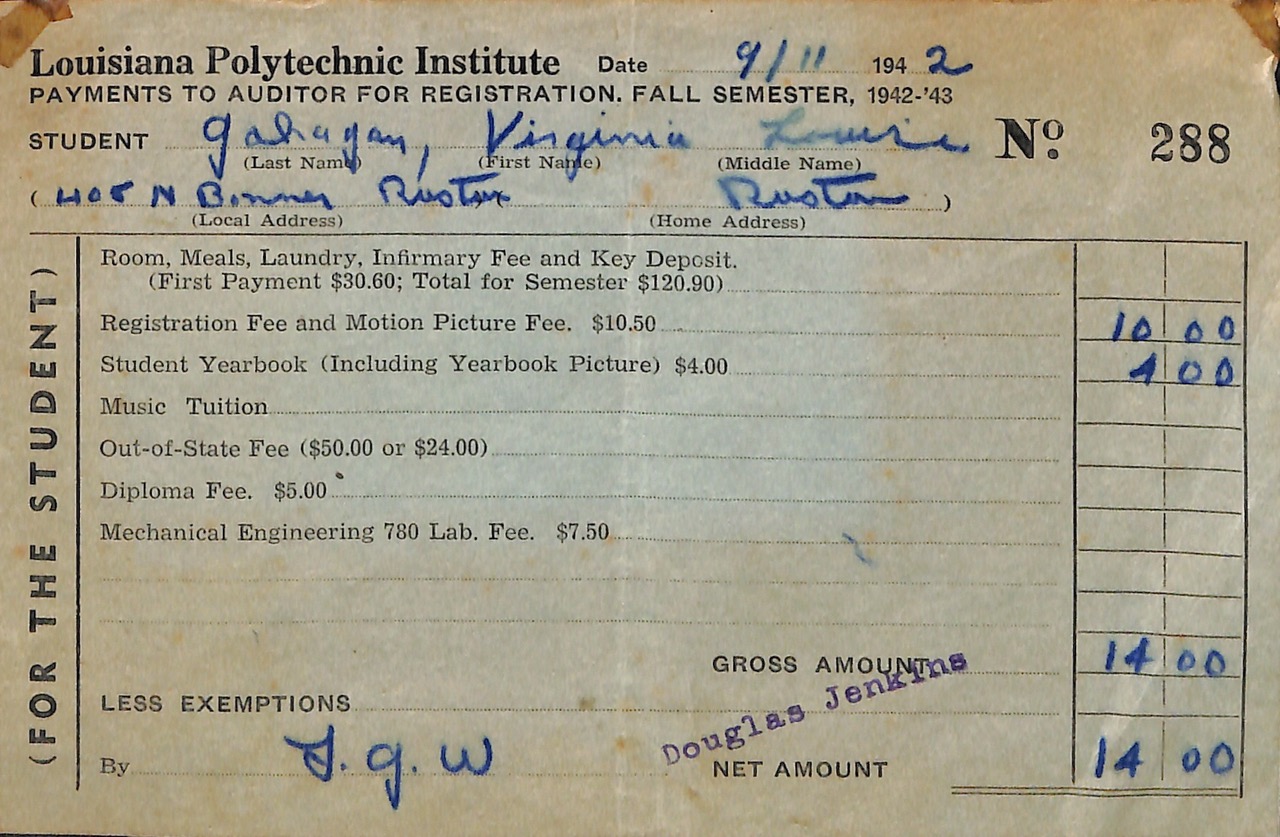 Louisiana Polytechnic Institute Date 9/11 1942
PAYMENTS TO AUDITOR FOR REGISTRATION. FALL SEMESTER, 1942-'43
STUDENT Gahagan, Virginia Louise No. 288
(Last Name) (First Name) (Middle Name)
(405 N Bonner Ruston Ruston)
(Local Address) (Home Address)
(FOR THE STUDENT)
Room, Meals, Laundry, Infirmary Fee and Key Deposit.
(First Payment $30.60; Total for Semester $120.90)
Registration Fee and Motion Picture Fee. $10.50 10 00
Student Yearbook (Including Yearbook Picture) $4.00 4 00
Music Tuition
Out-of-State Fee ($50.00 or $24.00)
Diploma Fee. $5.00
Mechanical Engineering 780 Lab. Fee. $7.50
GROSS AMOUNT 14 00
Douglas Jenkins
LESS EXEMPTIONS
By T. G. W NET AMOUNT 14 00